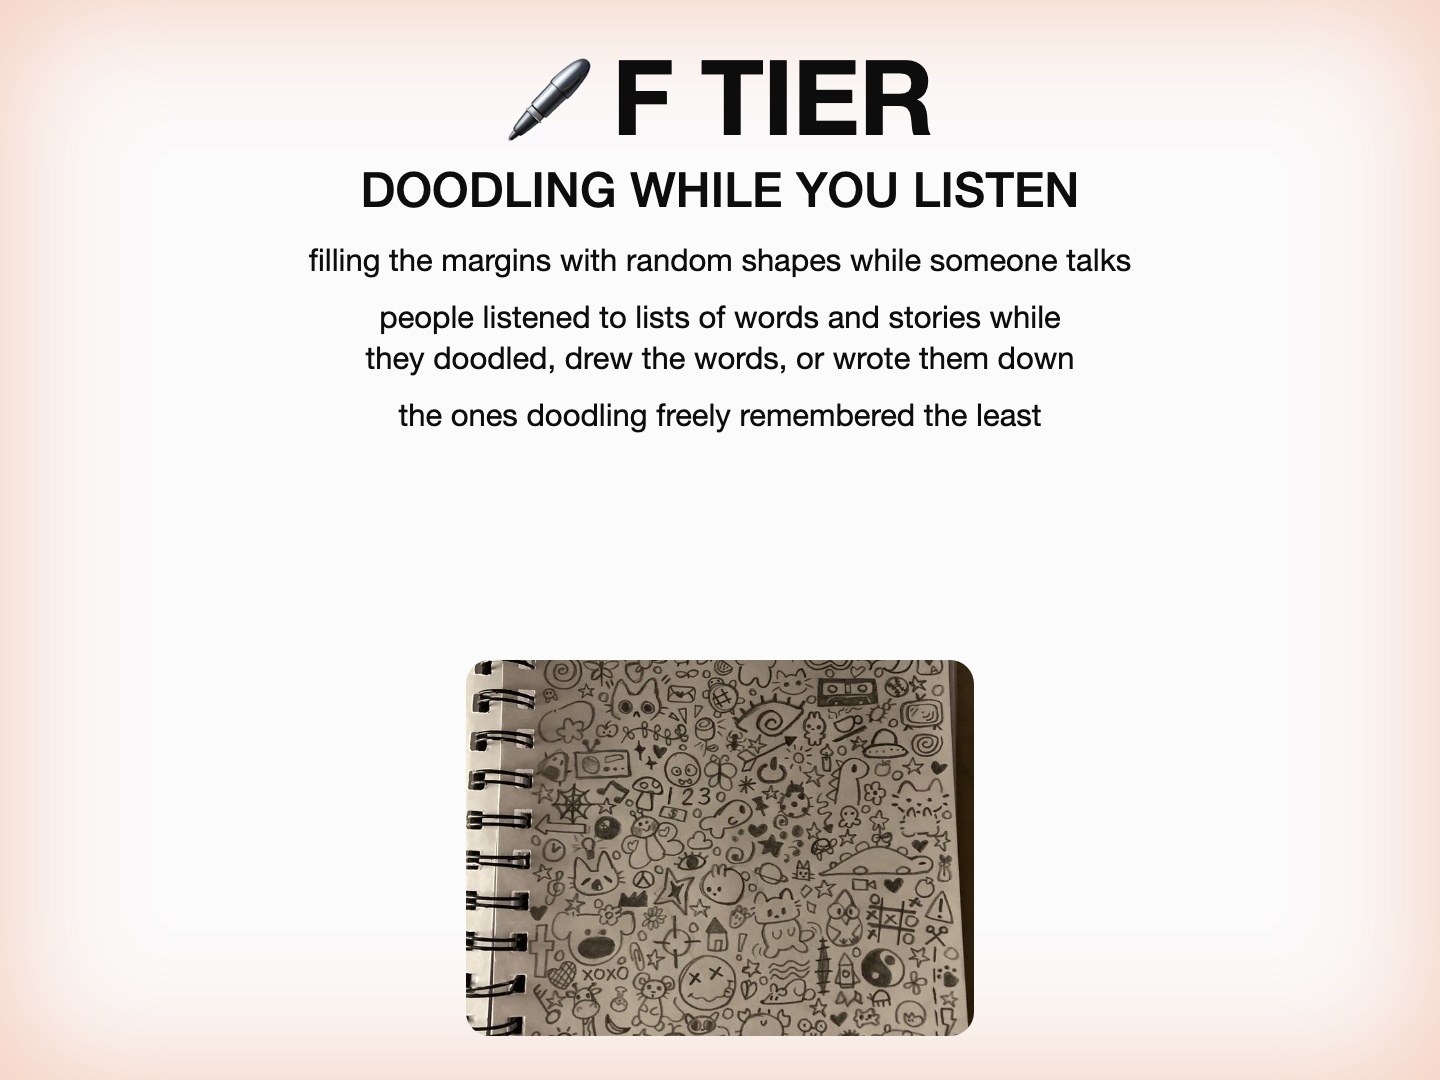 F TIER
DOODLING WHILE YOU LISTEN
filling the margins with random shapes while someone talks
people listened to lists of words and stories while
they doodled, drew the words, or wrote them down
the ones doodling freely remembered the least
123
XOXO